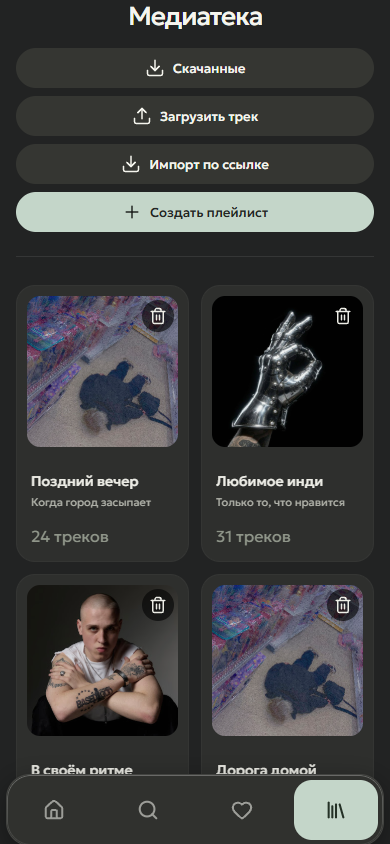 Медиатека
Скачанные
Загрузить трек
Импорт по ссылке
Создать плейлист
Поздний вечер
Когда город засыпает
24 треков
Любимое инди
Только то, что нравится
31 треков
В своём ритме
Дорога домой